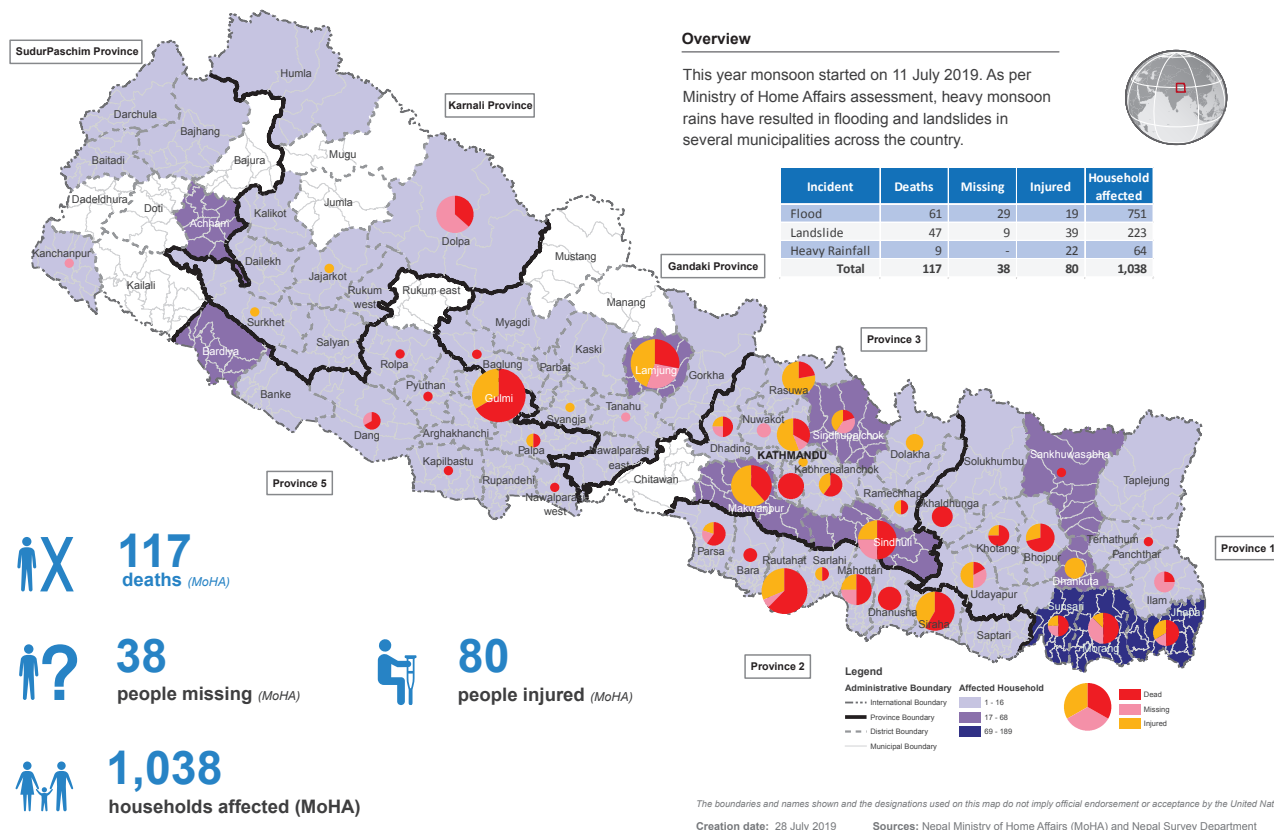 SudurPaschim Province
Karnali Province
Gandaki Province
Province 3
Province 5
Province 2
Province 1
Overview
This year monsoon started on 11 July 2019. As per
Ministry of Home Affairs assessment, heavy monsoon
rains have resulted in flooding and landslides in
several municipalities across the country.
Incident Deaths Missing Injured Household affected
Flood 61 29 19 751
Landslide 47 9 39 223
Heavy Rainfall 9 - 22 64
Total 117 38 80 1,038
Humla
Darchula
Bajhang
Baitadi
Bajura
Mugu
Dadeldhura
Doti
Achham
Kalikot
Jumla
Dolpa
Kanchanpur
Kailali
Dailekh
Jajarkot
Rukum
west
Rukum east
Mustang
Manang
Surkhet
Salyan
Myagdi
Kaski
Lamjung
Gorkha
Bardiya
Rolpa
Baglung
Parbat
Banke
Pyuthan
Gulmi
Syangja
Tanahu
Dang
Arghakhanchi
Palpa
Nawalparasi
east
Kapilbastu
Rupandehi
Nawalparasi
west
Chitawan
Rasuwa
Nuwakot
Dhading
Sindhupalchok
KATHMANDU
Kabhrepalanchok
Dolakha
Makwanpur
Ramechhap
Sindhuli
Solukhumbu
Sankhuwasabha
Taplejung
Okhaldhunga
Khotang
Bhojpur
Terhathum
Panchthar
Dhankuta
Udayapur
Ilam
Parsa
Bara
Rautahat
Sarlahi
Mahottari
Dhanusha
Siraha
Saptari
Sunsari
Morang
Jhapa
117
deaths (MoHA)
38
people missing (MoHA)
80
people injured (MoHA)
1,038
households affected (MoHA)
Legend
Administrative Boundary
International Boundary
Province Boundary
District Boundary
Municipal Boundary
Affected Household
1 - 16
17 - 68
69 - 189
Dead
Missing
Injured
The boundaries and names shown and the designations used on this map do not imply official endorsement or acceptance by the United Nat
Creation date: 28 July 2019 Sources: Nepal Ministry of Home Affairs (MoHA) and Nepal Survey Department